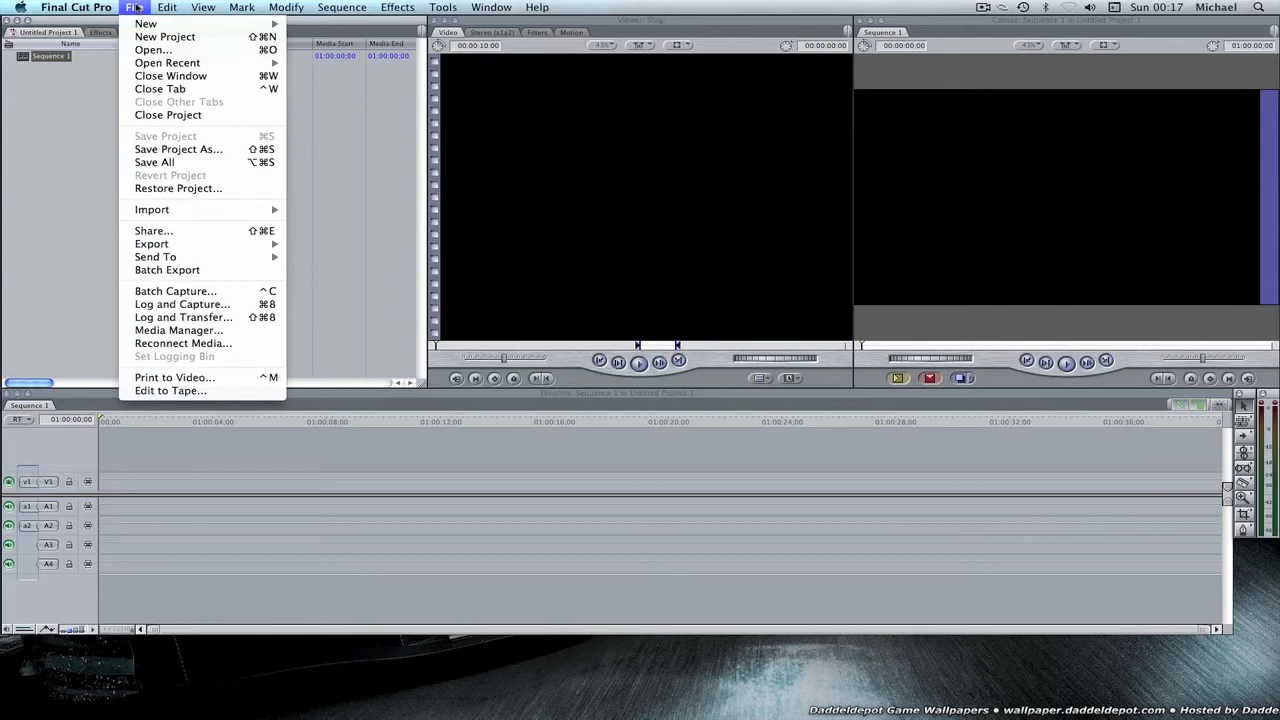 Final Cut Pro File Edit View Mark Modify Sequence Effects Tools Window Help Sun 00:17 Michael
Viewer: Slug
Canvas: Sequence 1 in Untitled Project 1
Untitled Project 1 Effects
Video Stereo (a1a2) Filters Motion
Sequence 1
Name Media Start Media End
Sequence 1 01:00:00;00 01:00:00;00
00:00:10:00 43% 00:00:00:00
00:00:00;00 43% 01:00:00;00
New
New Project ⇧⌘N
Open... ⌘O
Open Recent
Close Window ⌘W
Close Tab ^W
Close Other Tabs
Close Project
Save Project ⌘S
Save Project As... ⇧⌘S
Save All ⌥⌘S
Revert Project
Restore Project...
Import
Share... ⇧⌘E
Export
Send To
Batch Export
Batch Capture... ^C
Log and Capture... ⌘8
Log and Transfer... ⇧⌘8
Media Manager...
Reconnect Media...
Set Logging Bin
Print to Video... ^M
Edit to Tape...
Timeline: Sequence 1 in Untitled Project 1
Sequence 1
RT 01:00:00;00 00;00 01:00:04;00 01:00:08;00 01:00:12;00 01:00:16;00 01:00:20;00 01:00:24;00 01:00:28;00 01:00:32;00 01:00:36;00
v1 V1
a1 A1
a2 A2
A3
A4
Daddeldepot Game Wallpapers • wallpaper.daddeldepot.com • Hosted by Dadde